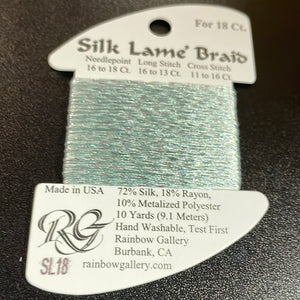 For 18 Ct.
Silk Lamé Braid
Needlepoint Long Stitch Cross Stitch
16 to 18 Ct. 16 to 13 Ct. 11 to 16 Ct.
Made in USA
72% Silk, 18% Rayon,
10% Metalized Polyester
10 Yards (9.1 Meters)
Hand Washable, Test First
Rainbow Gallery
Burbank, CA
RG
SL18
rainbowgallery.com